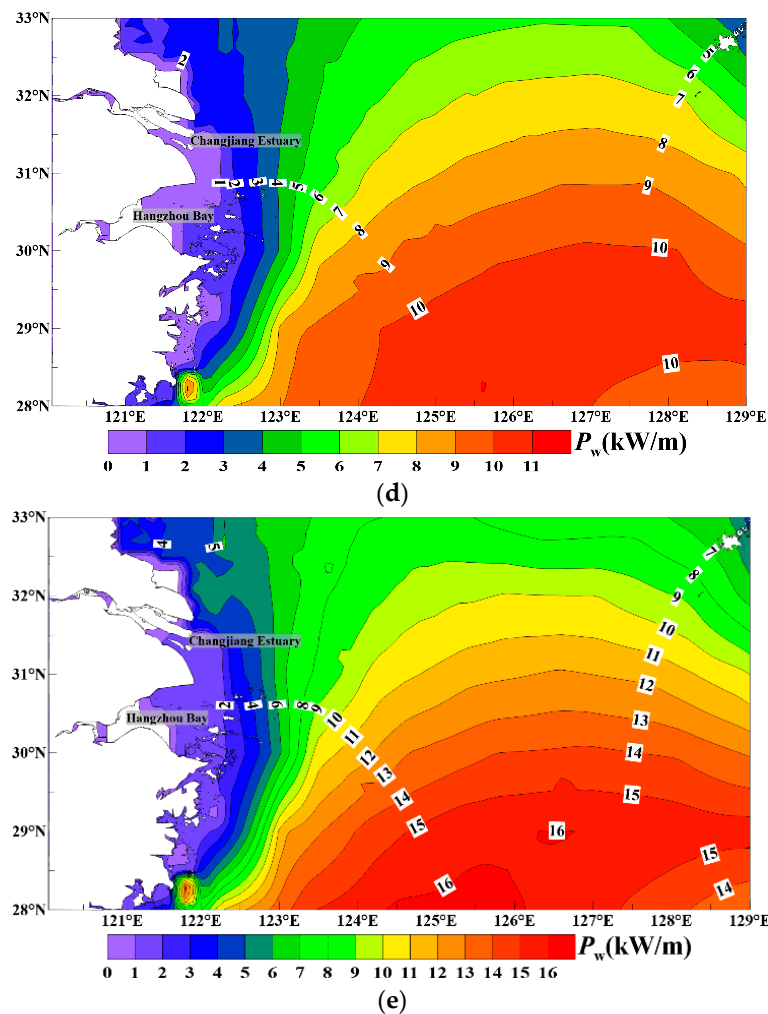 33°N
2
5
6
32°N
7
Changjiang Estuary
8
31°N
1 2 3 4 5 6
9
7
Hangzhou Bay
8
30°N
10
9
10
29°N
10
28°N
121°E 122°E 123°E 124°E 125°E 126°E 127°E 128°E 129°E
0 1 2 3 4 5 6 7 8 9 10 11
Pw(kW/m)
(d)
33°N
4 5
7
8
32°N
9
10
Changjiang Estuary
11
31°N
12
2 4 6 8 9
Hangzhou Bay
10
13
11
30°N
12
14
13
14
15
15
29°N
16
15
16
14
28°N
121°E 122°E 123°E 124°E 125°E 126°E 127°E 128°E 129°E
0 1 2 3 4 5 6 7 9 10 11 12 13 14 15 16
Pw(kW/m)
(e)